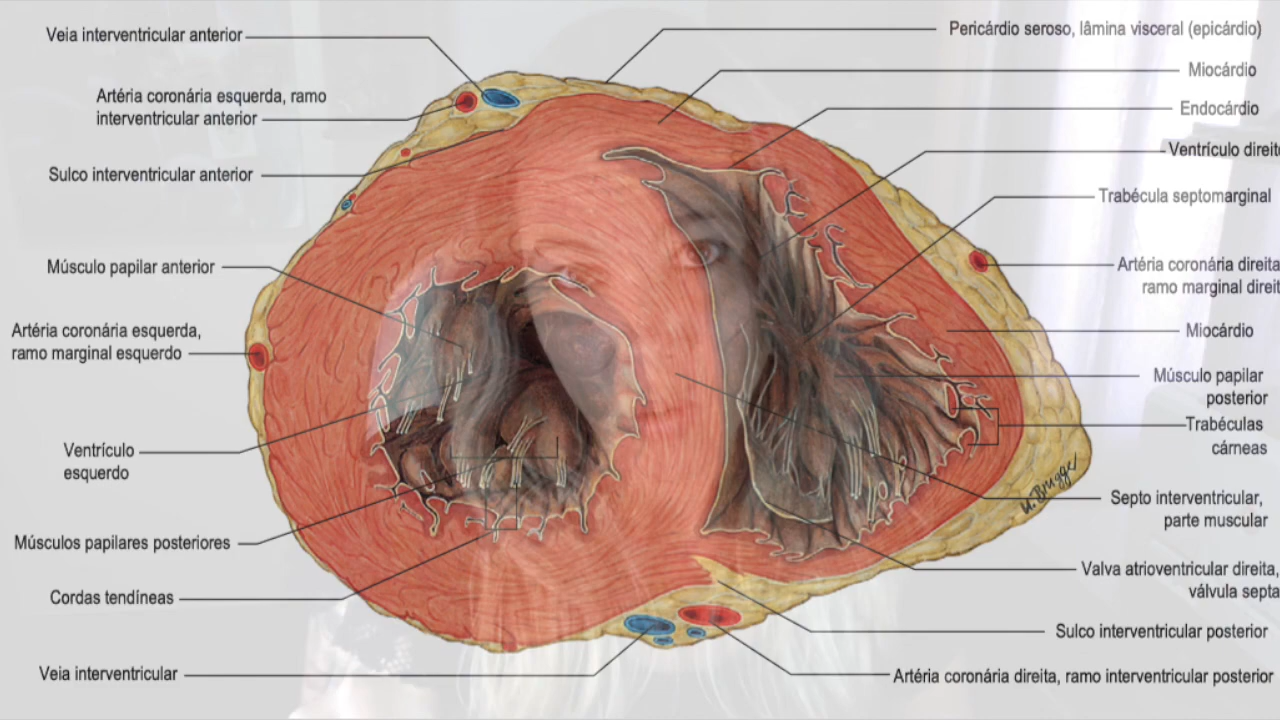 Veia interventricular anterior
Artéria coronária esquerda, ramo
interventricular anterior
Sulco interventricular anterior
Músculo papilar anterior
Artéria coronária esquerda,
ramo marginal esquerdo
Ventrículo
esquerdo
Músculos papilares posteriores
Cordas tendíneas
Veia interventricular
Pericárdio seroso, lâmina visceral (epicárdio)
Miocárdio
Endocárdio
Ventrículo direit
Trabécula septomarginal
Artéria coronária direita
ramo marginal direit
Miocárdio
Músculo papilar
posterior
Trabéculas
cárneas
Septo interventricular,
parte muscular
Valva atrioventricular direita,
válvula septa
Sulco interventricular posterior
Artéria coronária direita, ramo interventricular posterior